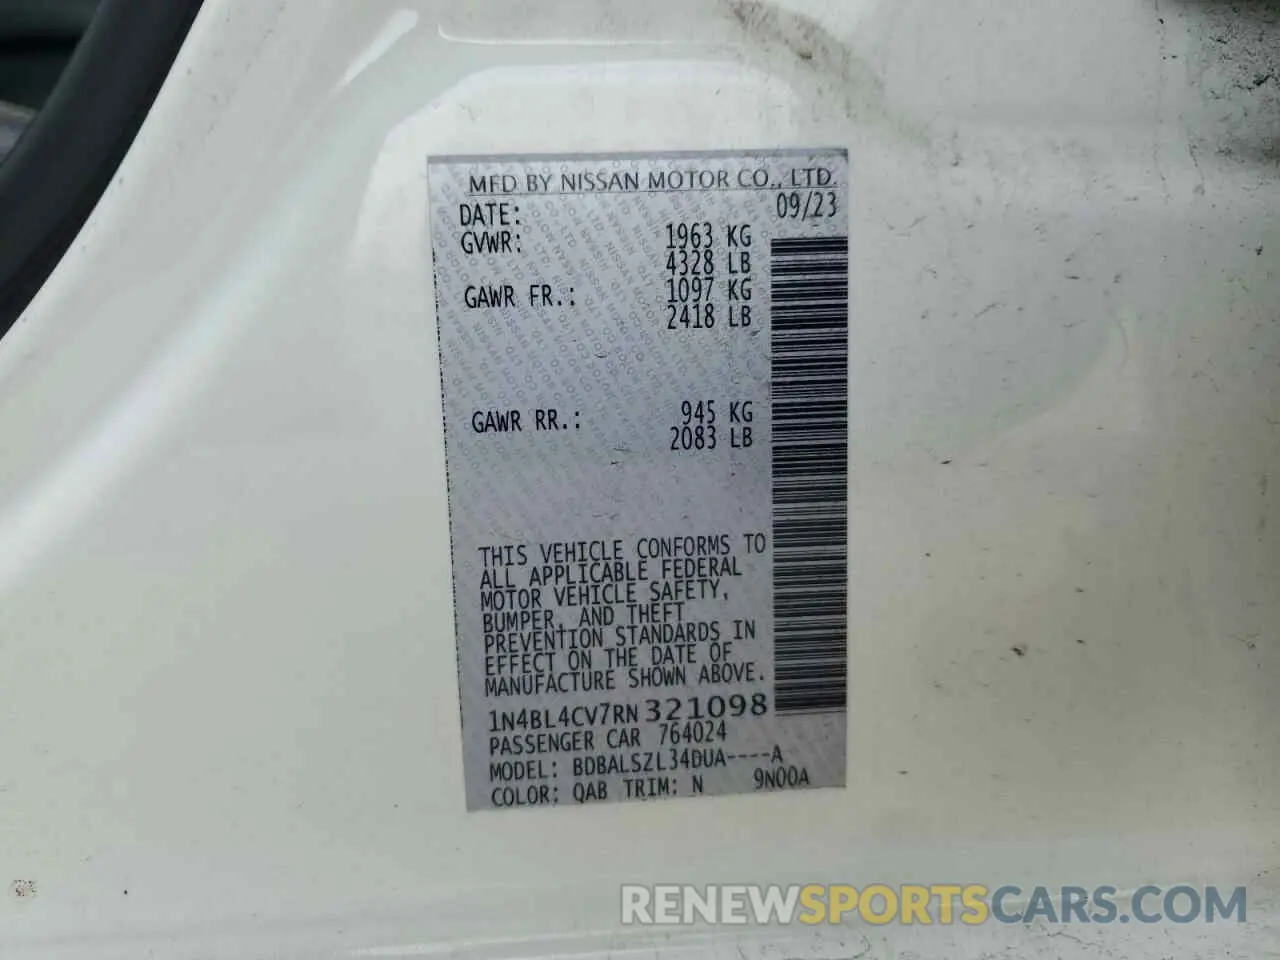 MFD BY NISSAN MOTOR CO., LTD.
DATE: 09/23
GVWR: 1963 KG
4328 LB
GAWR FR.: 1097 KG
2418 LB
GAWR RR.: 945 KG
2083 LB
THIS VEHICLE CONFORMS TO
ALL APPLICABLE FEDERAL
MOTOR VEHICLE SAFETY,
BUMPER, AND THEFT
PREVENTION STANDARDS IN
EFFECT ON THE DATE OF
MANUFACTURE SHOWN ABOVE.
1N4BL4CV7RN321098
PASSENGER CAR 764024
MODEL: BDBALSZL34DUA----A
COLOR: QAB TRIM: N 9N00A
RENEWSPORTSCARS.COM